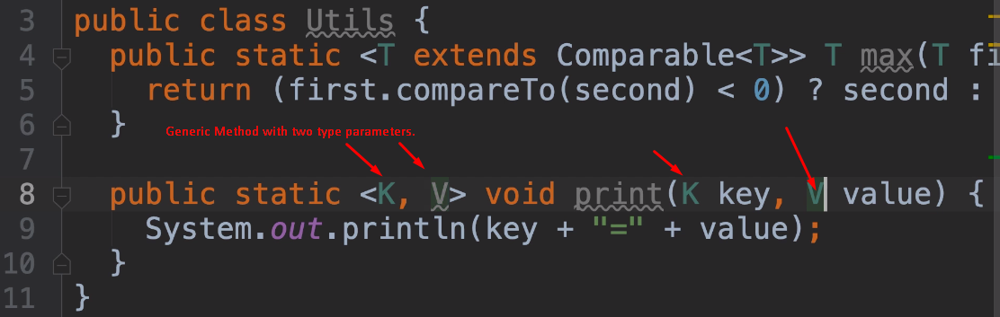 3 public class Utils {
4 public static <T extends Comparable<T>> T max(T fi
5 return (first.compareTo(second) < 0) ? second :
6 }
Generic Method with two type parameters.
7
8 public static <K, V> void print(K key, V value) {
9 System.out.println(key + "=" + value);
10 }
11 }